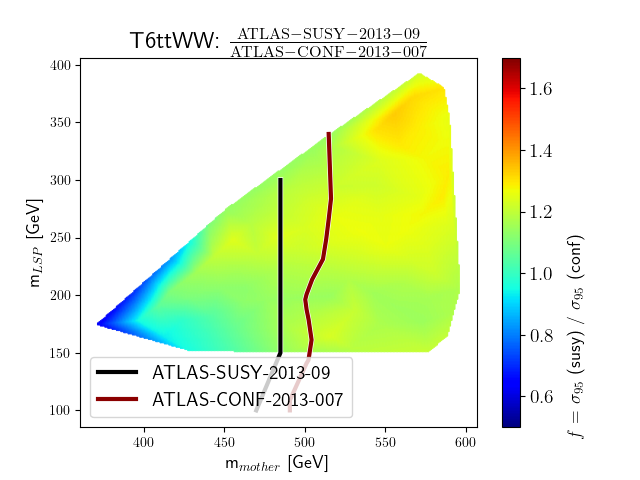 T6ttWW: ATLAS−SUSY−2013−09 / ATLAS−CONF−2013−007
400
350
300
250
200
150
100
m_LSP [GeV]
400 450 500 550 600
m_mother [GeV]
ATLAS-SUSY-2013-09
ATLAS-CONF-2013-007
1.6
1.4
1.2
1.0
0.8
0.6
f = σ_95 (susy) / σ_95 (conf)